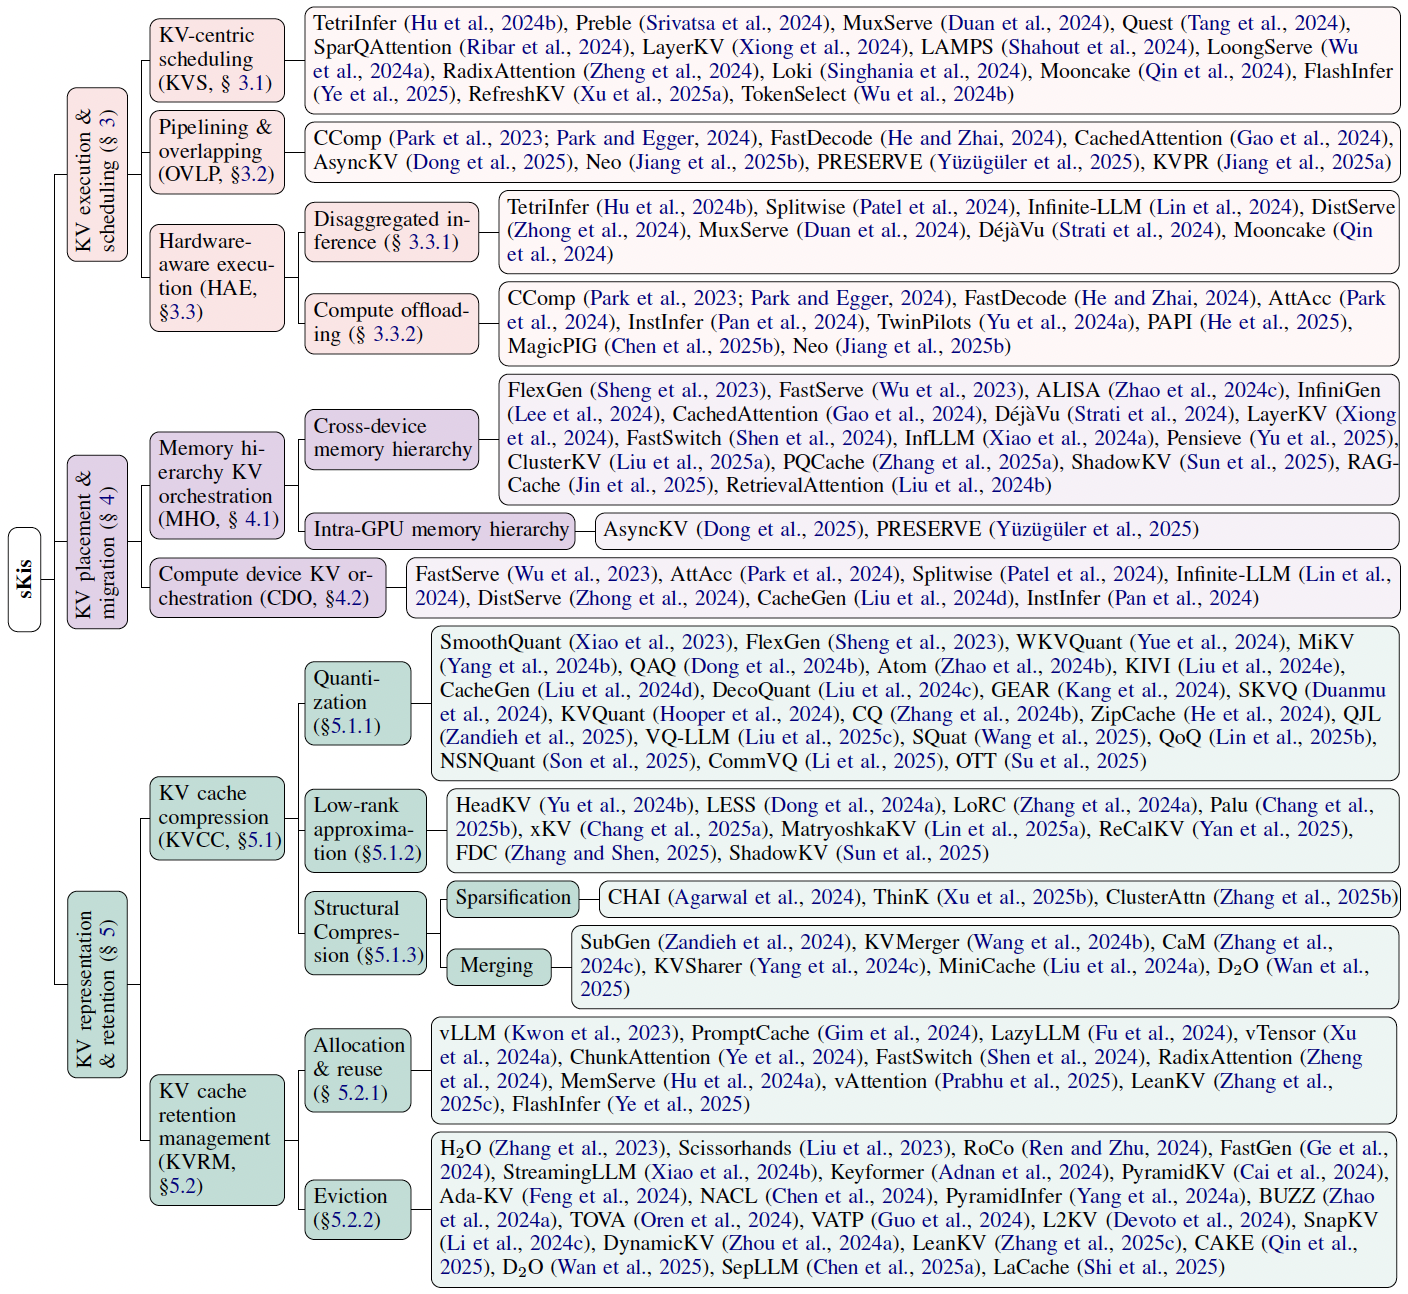 sKis
KV execution &
scheduling (§ 3)
KV-centric
scheduling
(KVS, § 3.1)
TetriInfer (Hu et al., 2024b), Preble (Srivatsa et al., 2024), MuxServe (Duan et al., 2024), Quest (Tang et al., 2024),
SparQAttention (Ribar et al., 2024), LayerKV (Xiong et al., 2024), LAMPS (Shahout et al., 2024), LoongServe (Wu
et al., 2024a), RadixAttention (Zheng et al., 2024), Loki (Singhania et al., 2024), Mooncake (Qin et al., 2024), FlashInfer
(Ye et al., 2025), RefreshKV (Xu et al., 2025a), TokenSelect (Wu et al., 2024b)
Pipelining &
overlapping
(OVLP, §3.2)
CComp (Park et al., 2023; Park and Egger, 2024), FastDecode (He and Zhai, 2024), CachedAttention (Gao et al., 2024),
AsyncKV (Dong et al., 2025), Neo (Jiang et al., 2025b), PRESERVE (Yüzügüler et al., 2025), KVPR (Jiang et al., 2025a)
Hardware-
aware execu-
tion (HAE,
§3.3)
Disaggregated in-
ference (§ 3.3.1)
TetriInfer (Hu et al., 2024b), Splitwise (Patel et al., 2024), Infinite-LLM (Lin et al., 2024), DistServe
(Zhong et al., 2024), MuxServe (Duan et al., 2024), DéjàVu (Strati et al., 2024), Mooncake (Qin
et al., 2024)
Compute offload-
ing (§ 3.3.2)
CComp (Park et al., 2023; Park and Egger, 2024), FastDecode (He and Zhai, 2024), AttAcc (Park
et al., 2024), InstInfer (Pan et al., 2024), TwinPilots (Yu et al., 2024a), PAPI (He et al., 2025),
MagicPIG (Chen et al., 2025b), Neo (Jiang et al., 2025b)
KV placement &
migration (§ 4)
Memory hi-
erarchy KV
orchestration
(MHO, § 4.1)
Cross-device
memory hierarchy
FlexGen (Sheng et al., 2023), FastServe (Wu et al., 2023), ALISA (Zhao et al., 2024c), InfiniGen
(Lee et al., 2024), CachedAttention (Gao et al., 2024), DéjàVu (Strati et al., 2024), LayerKV (Xiong
et al., 2024), FastSwitch (Shen et al., 2024), InfLLM (Xiao et al., 2024a), Pensieve (Yu et al., 2025),
ClusterKV (Liu et al., 2025a), PQCache (Zhang et al., 2025a), ShadowKV (Sun et al., 2025), RAG-
Cache (Jin et al., 2025), RetrievalAttention (Liu et al., 2024b)
Intra-GPU memory hierarchy
AsyncKV (Dong et al., 2025), PRESERVE (Yüzügüler et al., 2025)
Compute device KV or-
chestration (CDO, §4.2)
FastServe (Wu et al., 2023), AttAcc (Park et al., 2024), Splitwise (Patel et al., 2024), Infinite-LLM (Lin et al.,
2024), DistServe (Zhong et al., 2024), CacheGen (Liu et al., 2024d), InstInfer (Pan et al., 2024)
KV representation
& retention (§ 5)
KV cache
compression
(KVCC, §5.1)
Quanti-
zation
(§5.1.1)
SmoothQuant (Xiao et al., 2023), FlexGen (Sheng et al., 2023), WKVQuant (Yue et al., 2024), MiKV
(Yang et al., 2024b), QAQ (Dong et al., 2024b), Atom (Zhao et al., 2024b), KIVI (Liu et al., 2024e),
CacheGen (Liu et al., 2024d), DecoQuant (Liu et al., 2024c), GEAR (Kang et al., 2024), SKVQ (Duanmu
et al., 2024), KVQuant (Hooper et al., 2024), CQ (Zhang et al., 2024b), ZipCache (He et al., 2024), QJL
(Zandieh et al., 2025), VQ-LLM (Liu et al., 2025c), SQuat (Wang et al., 2025), QoQ (Lin et al., 2025b),
NSNQuant (Son et al., 2025), CommVQ (Li et al., 2025), OTT (Su et al., 2025)
Low-rank
approxima-
tion (§5.1.2)
HeadKV (Yu et al., 2024b), LESS (Dong et al., 2024a), LoRC (Zhang et al., 2024a), Palu (Chang et al.,
2025b), xKV (Chang et al., 2025a), MatryoshkaKV (Lin et al., 2025a), ReCalKV (Yan et al., 2025),
FDC (Zhang and Shen, 2025), ShadowKV (Sun et al., 2025)
Structural
Compres-
sion (§5.1.3)
Sparsification
CHAI (Agarwal et al., 2024), ThinK (Xu et al., 2025b), ClusterAttn (Zhang et al., 2025b)
Merging
SubGen (Zandieh et al., 2024), KVMerger (Wang et al., 2024b), CaM (Zhang et al.,
2024c), KVSharer (Yang et al., 2024c), MiniCache (Liu et al., 2024a), D₂O (Wan et al.,
2025)
KV cache
retention
management
(KVRM,
§5.2)
Allocation
& reuse
(§ 5.2.1)
vLLM (Kwon et al., 2023), PromptCache (Gim et al., 2024), LazyLLM (Fu et al., 2024), vTensor (Xu
et al., 2024a), ChunkAttention (Ye et al., 2024), FastSwitch (Shen et al., 2024), RadixAttention (Zheng
et al., 2024), MemServe (Hu et al., 2024a), vAttention (Prabhu et al., 2025), LeanKV (Zhang et al.,
2025c), FlashInfer (Ye et al., 2025)
Eviction
(§5.2.2)
H₂O (Zhang et al., 2023), Scissorhands (Liu et al., 2023), RoCo (Ren and Zhu, 2024), FastGen (Ge et al.,
2024), StreamingLLM (Xiao et al., 2024b), Keyformer (Adnan et al., 2024), PyramidKV (Cai et al., 2024),
Ada-KV (Feng et al., 2024), NACL (Chen et al., 2024), PyramidInfer (Yang et al., 2024a), BUZZ (Zhao
et al., 2024a), TOVA (Oren et al., 2024), VATP (Guo et al., 2024), L2KV (Devoto et al., 2024), SnapKV
(Li et al., 2024c), DynamicKV (Zhou et al., 2024a), LeanKV (Zhang et al., 2025c), CAKE (Qin et al.,
2025), D₂O (Wan et al., 2025), SepLLM (Chen et al., 2025a), LaCache (Shi et al., 2025)